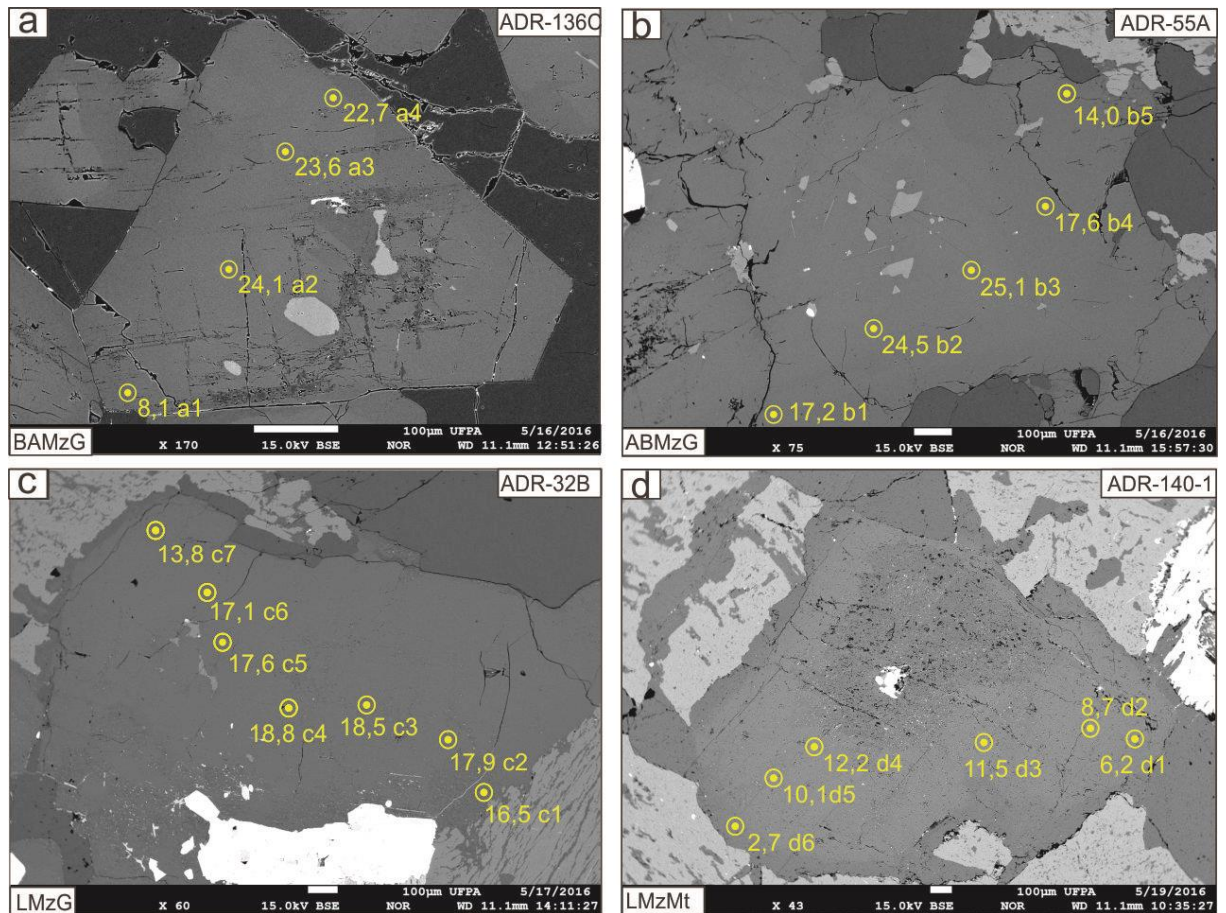 a
ADR-136C
22,7 a4
23,6 a3
24,1 a2
8,1 a1
BAMzG
100µm UFPA 5/16/2016
X 170 15.0kV BSE NOR WD 11.1mm 12:51:26
b
ADR-55A
14,0 b5
17,6 b4
25,1 b3
24,5 b2
17,2 b1
ABMzG
100µm UFPA 5/16/2016
X 75 15.0kV BSE NOR WD 11.1mm 15:57:30
c
ADR-32B
13,8 c7
17,1 c6
17,6 c5
18,8 c4
18,5 c3
17,9 c2
16,5 c1
LMzG
100µm UFPA 5/17/2016
X 60 15.0kV BSE NOR WD 11.1mm 14:11:27
d
ADR-140-1
8,7 d2
6,2 d1
11,5 d3
12,2 d4
10,1d5
2,7 d6
LMzMt
100µm UFPA 5/19/2016
X 43 15.0kV BSE NOR WD 11.1mm 10:35:27